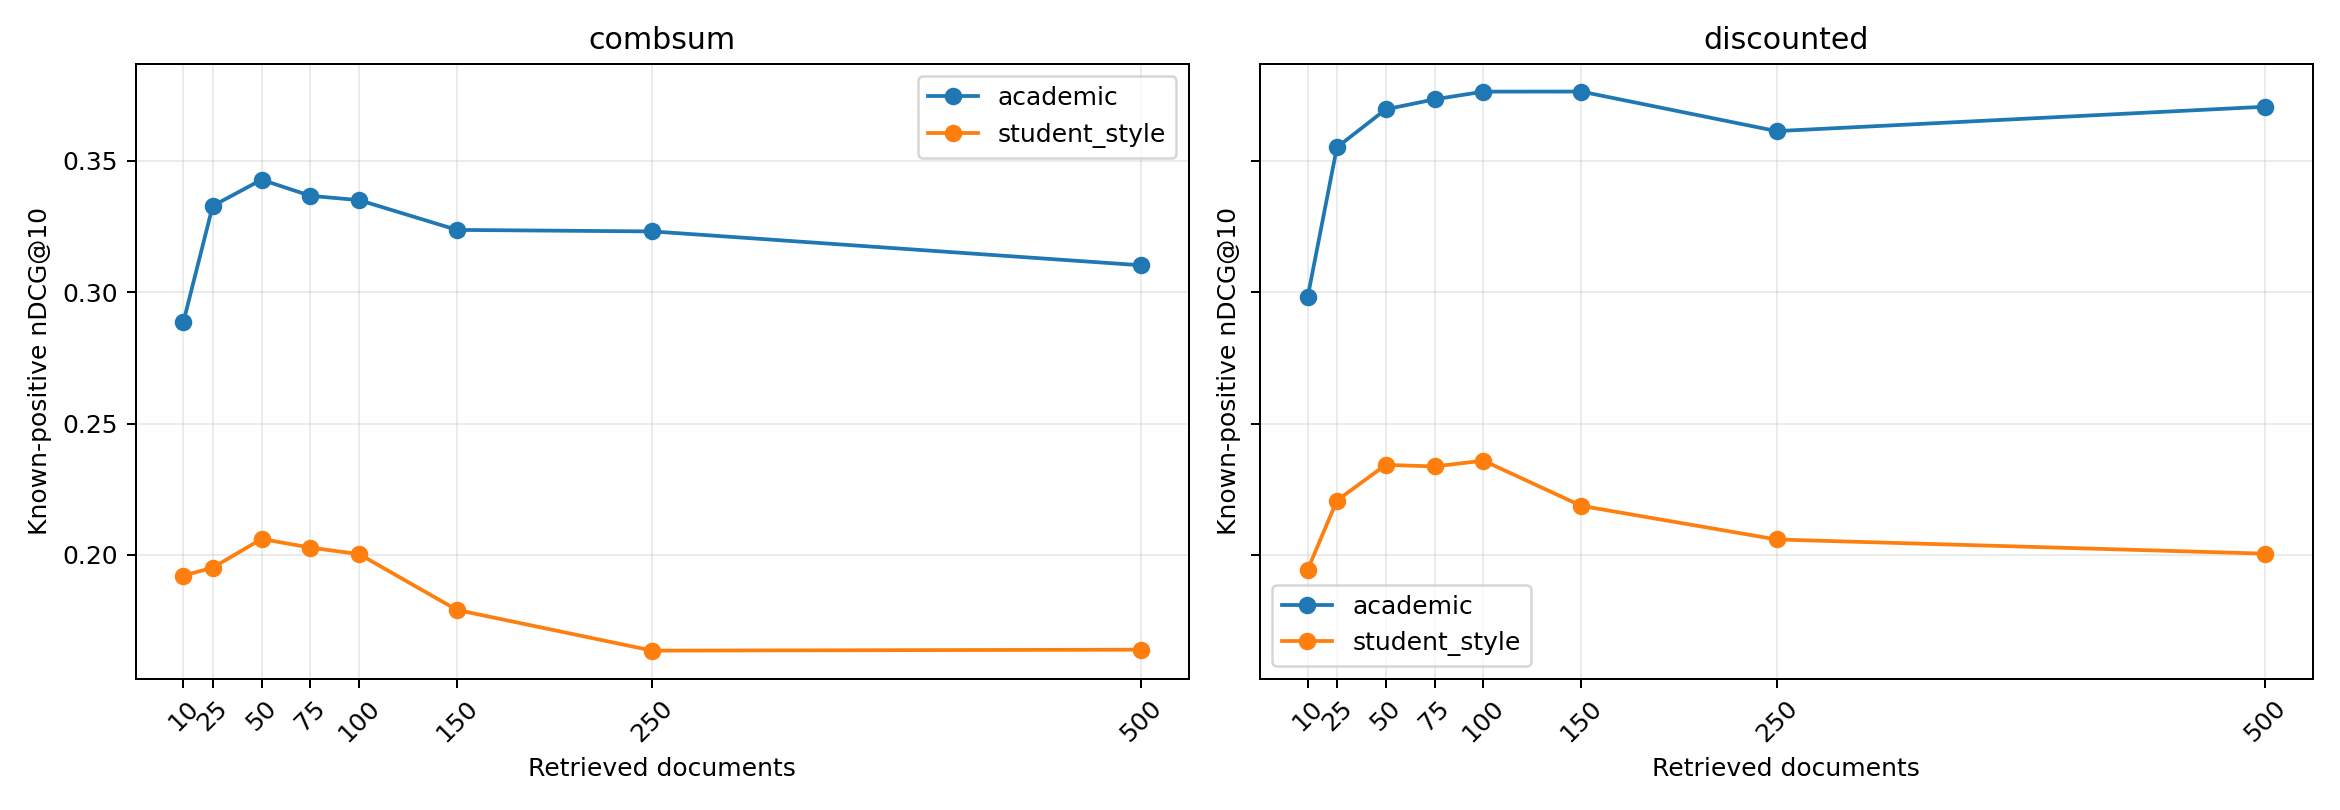 combsum
Known-positive nDCG@10
0.35
0.30
0.25
0.20
academic
student_style
10 25 50 75 100 150 250 500
Retrieved documents
discounted
Known-positive nDCG@10
academic
student_style
10 25 50 75 100 150 250 500
Retrieved documents